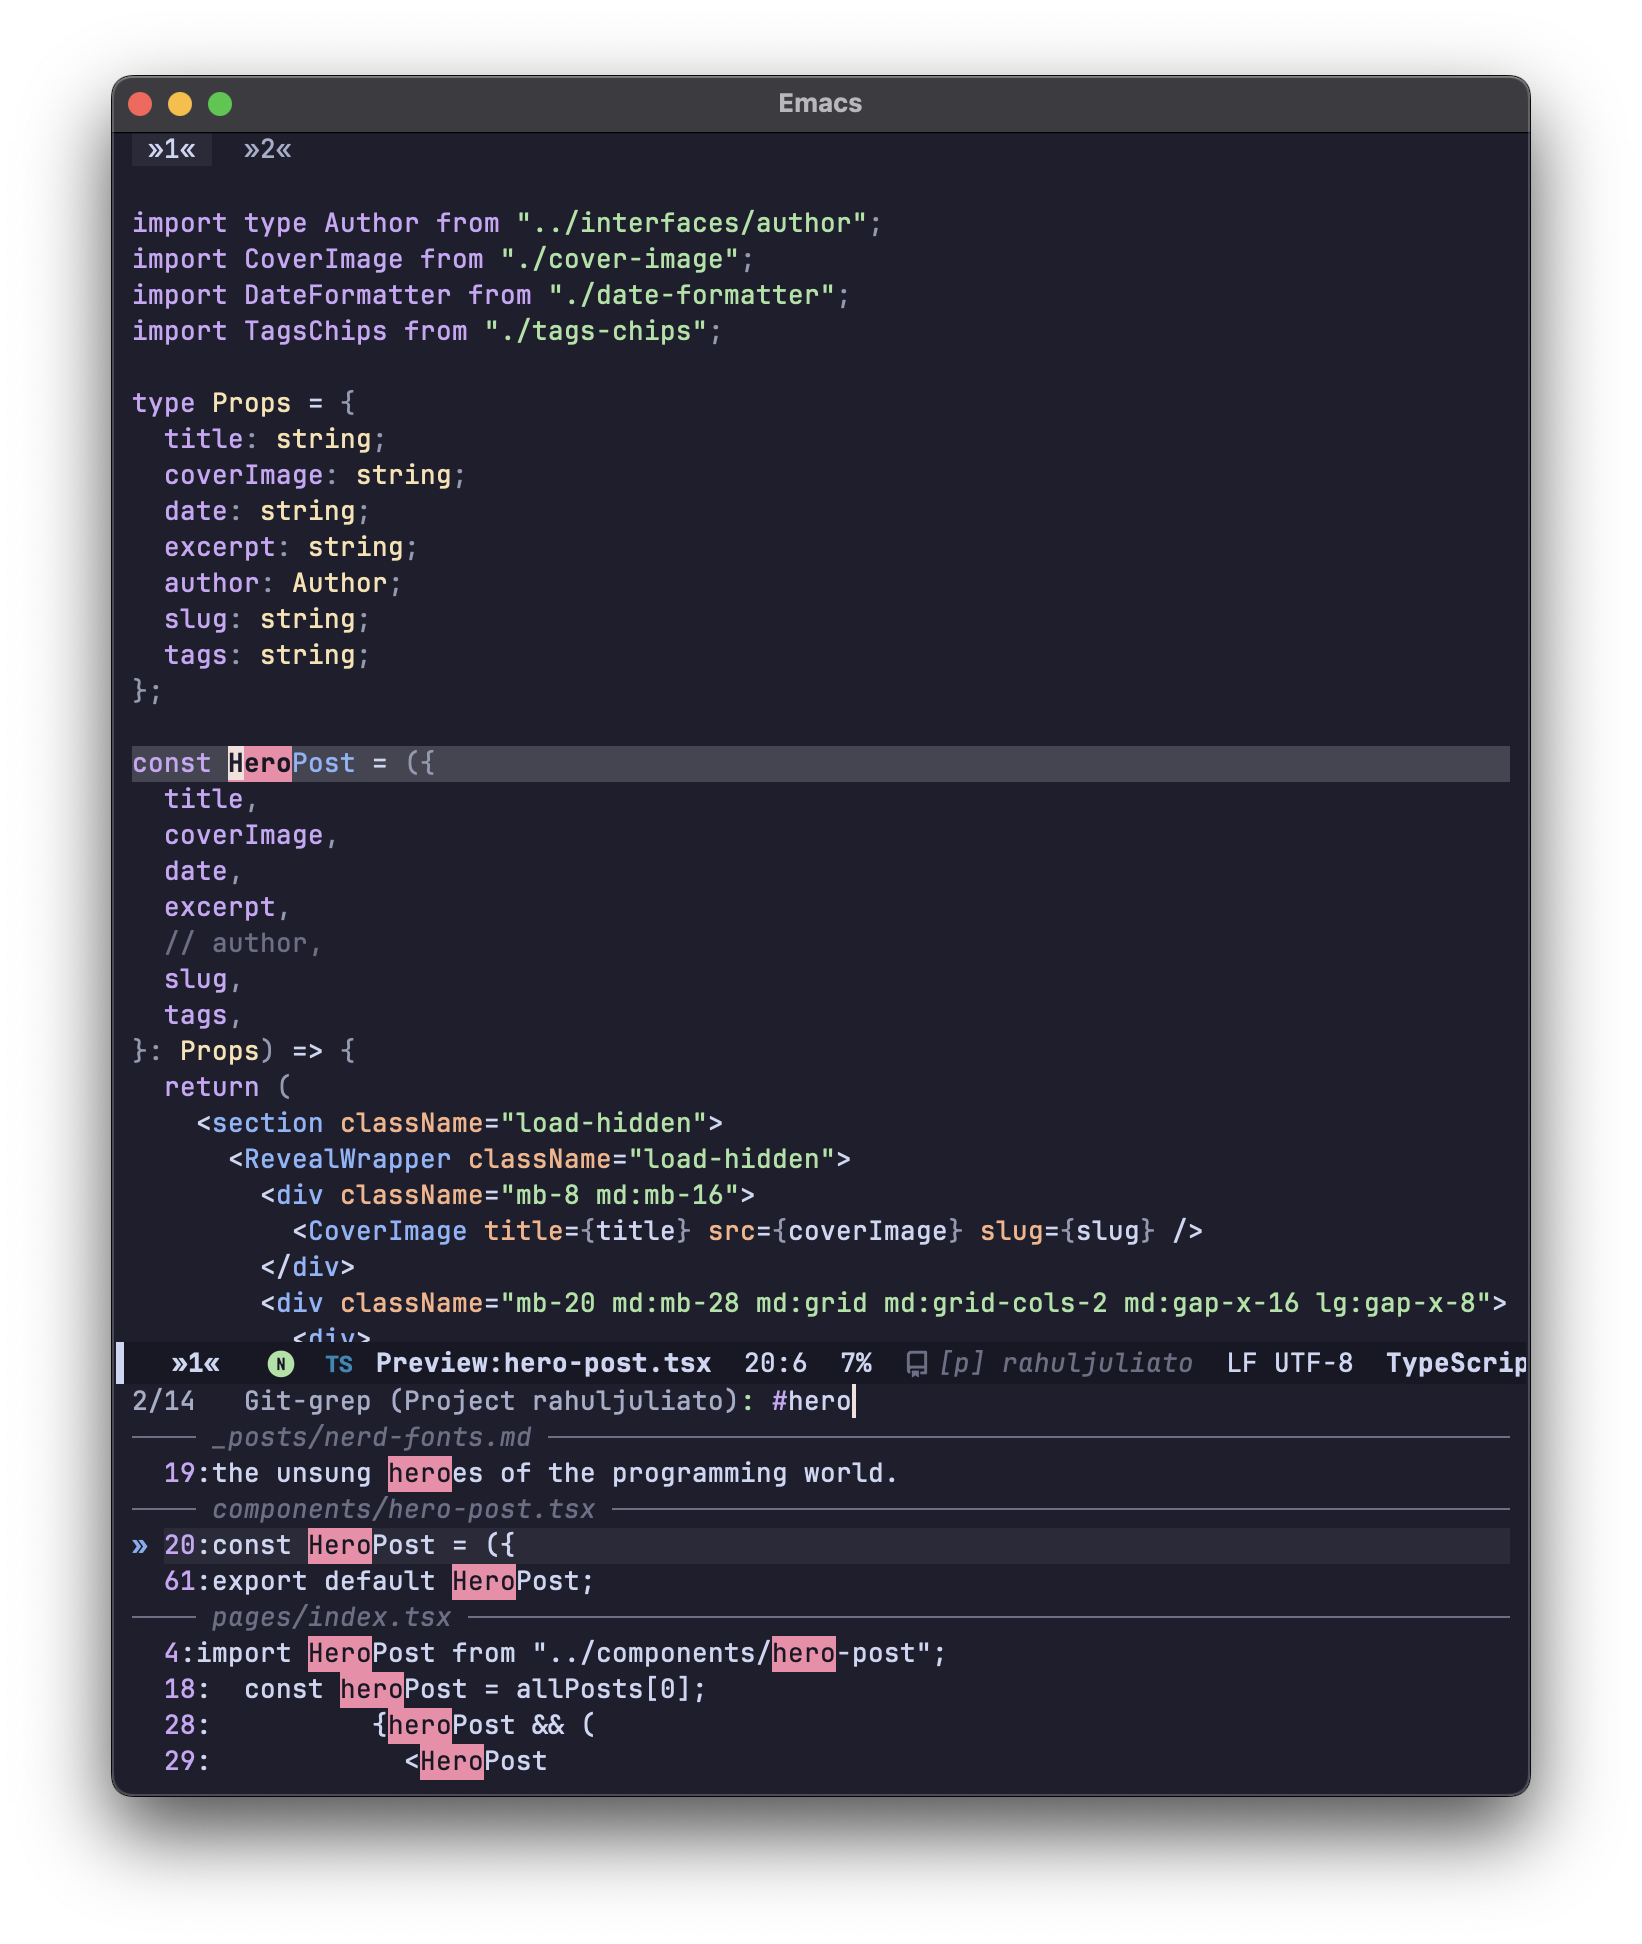 Emacs
»1« »2«
import type Author from "../interfaces/author";
import CoverImage from "./cover-image";
import DateFormatter from "./date-formatter";
import TagsChips from "./tags-chips";
type Props = {
  title: string;
  coverImage: string;
  date: string;
  excerpt: string;
  author: Author;
  slug: string;
  tags: string;
};
const HeroPost = ({
  title,
  coverImage,
  date,
  excerpt,
  // author,
  slug,
  tags,
}: Props) => {
  return (
    <section className="load-hidden">
      <RevealWrapper className="load-hidden">
        <div className="mb-8 md:mb-16">
          <CoverImage title={title} src={coverImage} slug={slug} />
        </div>
        <div className="mb-20 md:mb-28 md:grid md:grid-cols-2 md:gap-x-16 lg:gap-x-8">
          <div>
»1« N TS Preview:hero-post.tsx 20:6 7% [p] rahuljuliato LF UTF-8 TypeScrip
2/14 Git-grep (Project rahuljuliato): #hero
_posts/nerd-fonts.md
19:the unsung heroes of the programming world.
components/hero-post.tsx
» 20:const HeroPost = ({
61:export default HeroPost;
pages/index.tsx
4:import HeroPost from "../components/hero-post";
18:  const heroPost = allPosts[0];
28:          {heroPost && (
29:            <HeroPost